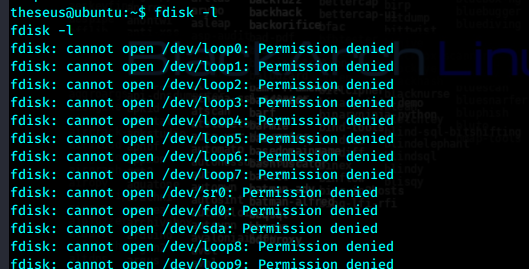 theseus@ubuntu:~$ fdisk -l
fdisk -l
fdisk: cannot open /dev/loop0: Permission denied
fdisk: cannot open /dev/loop1: Permission denied
fdisk: cannot open /dev/loop2: Permission denied
fdisk: cannot open /dev/loop3: Permission denied
fdisk: cannot open /dev/loop4: Permission denied
fdisk: cannot open /dev/loop5: Permission denied
fdisk: cannot open /dev/loop6: Permission denied
fdisk: cannot open /dev/loop7: Permission denied
fdisk: cannot open /dev/sr0: Permission denied
fdisk: cannot open /dev/fd0: Permission denied
fdisk: cannot open /dev/sda: Permission denied
fdisk: cannot open /dev/loop8: Permission denied
fdisk: cannot open /dev/loop9: Permission denied